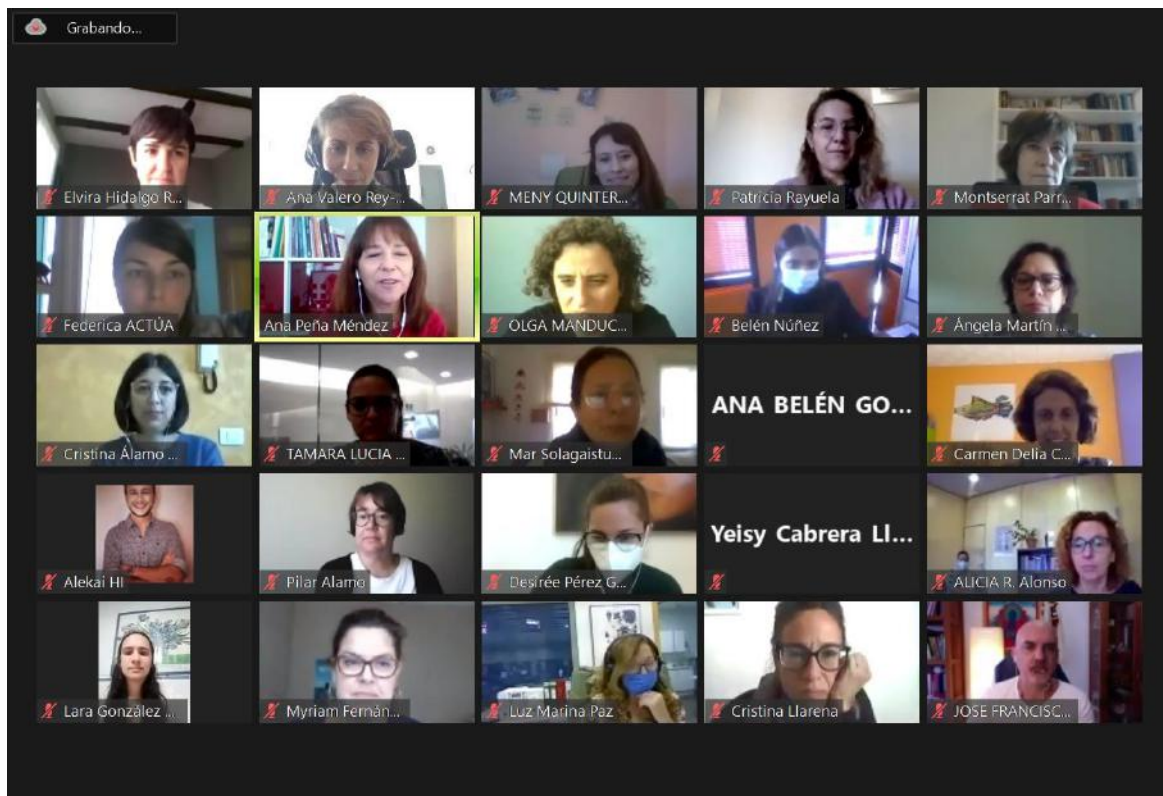 Grabando...
Elvira Hidalgo R...
Ana Valero Rey-...
MENY QUINTER...
Patricia Rayuela
Montserrat Parr...
Federica ACTÚA
Ana Peña Méndez
OLGA MANDUC...
Belén Núñez
Ángela Martín ...
Cristina Álamo ...
TAMARA LUCIA ...
Mar Solagaistu...
ANA BELÉN GO...
Carmen Delia C...
Alekai HI
Pilar Alamo
Desirée Pérez G...
Yeisy Cabrera Ll...
ALICIA R. Alonso
Lara González ...
Myriam Fernán...
Luz Marina Paz
Cristina Llarena
JOSE FRANCISC...